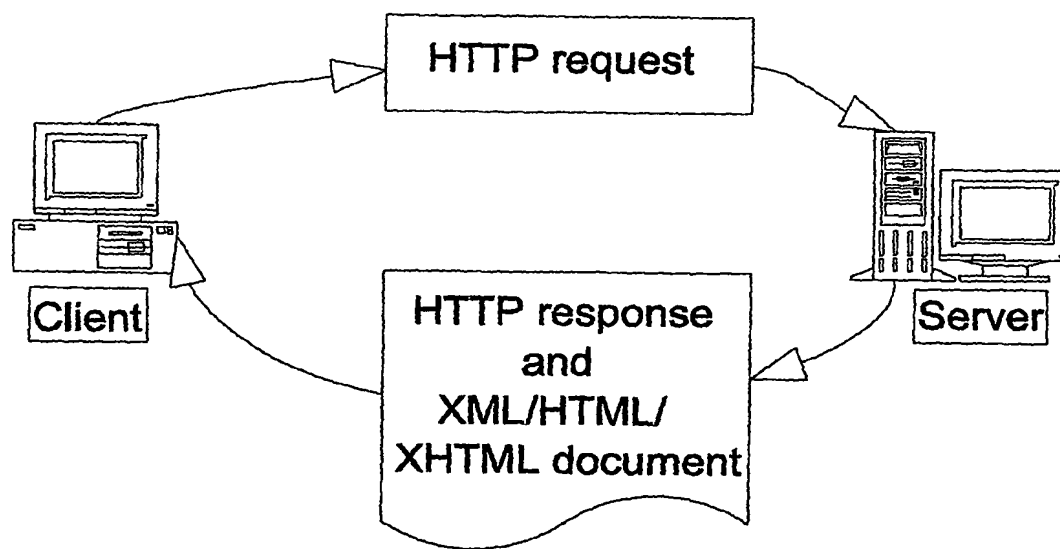 HTTP request
Client
Server
HTTP response
and
XML/HTML/
XHTML document